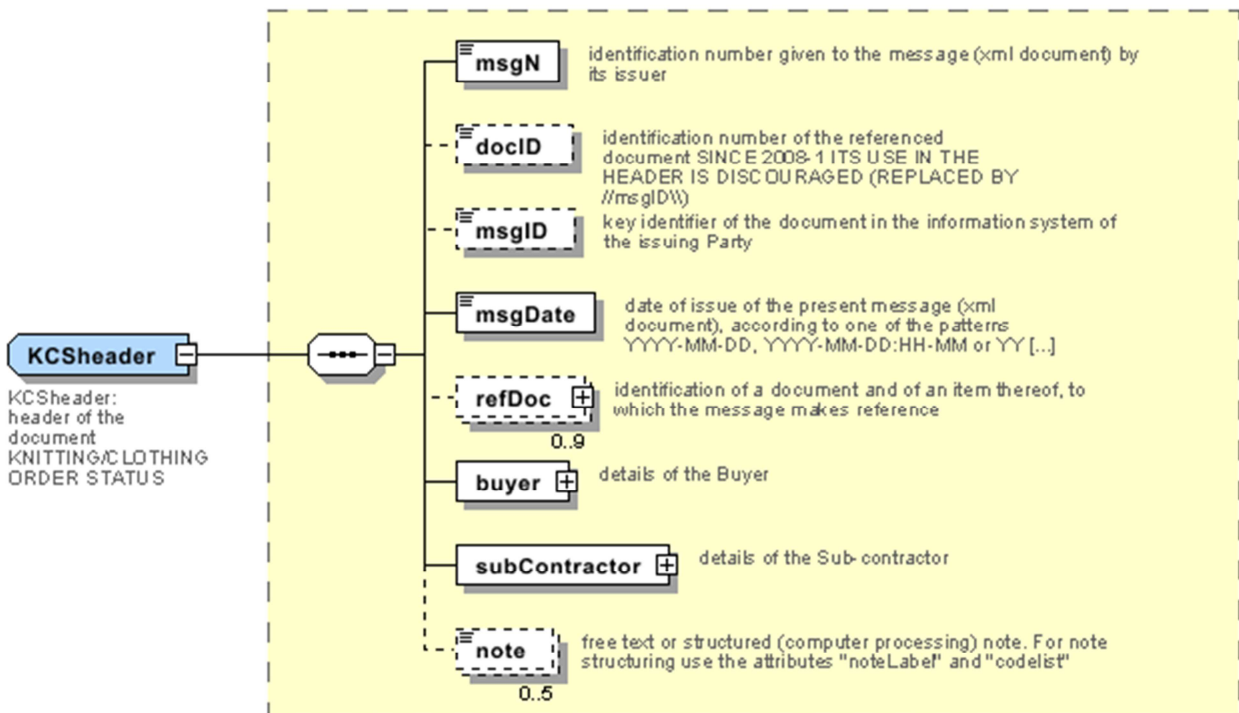 msgN
identification number given to the message (xml document) by
its issuer
docID
identification number of the referenced
document SINCE 2008-1 ITS USE IN THE
HEADER IS DISCOURAGED (REPLACED BY
//msgID\\)
msgID
key identifier of the document in the information system of
the issuing Party
msgDate
date of issue of the present message (xml
document), according to one of the patterns
YYYY-MM-DD, YYYY-MM-DD:HH-MM or YY [...]
KCSheader
KCSheader:
header of the
document
KNITTING/CLOTHING
ORDER STATUS
refDoc
identification of a document and of an item thereof, to
which the message makes reference
0..9
buyer
details of the Buyer
subContractor
details of the Sub-contractor
note
free text or structured (computer processing) note. For note
structuring use the attributes "noteLabel" and "codelist"
0..5